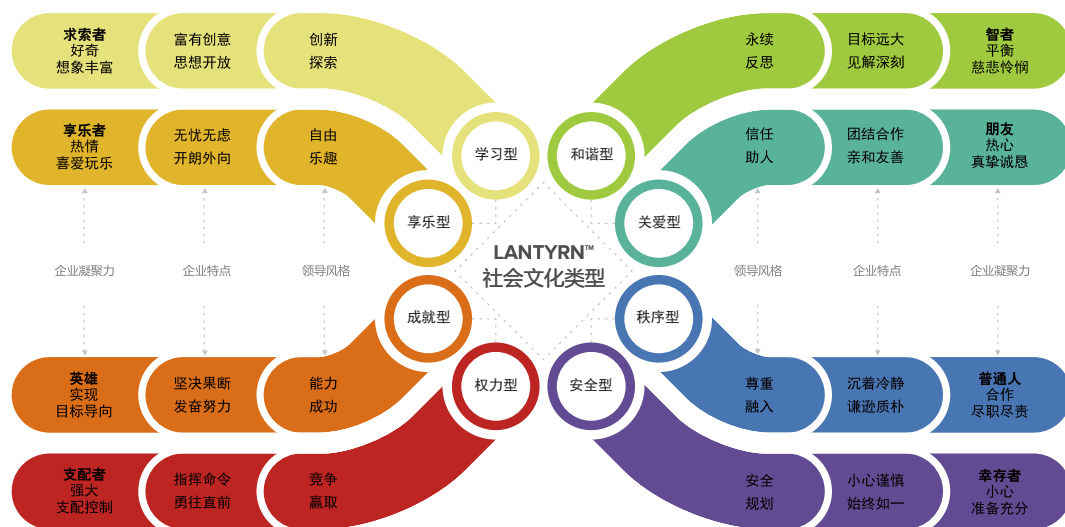 求索者
好奇
想象丰富
富有创意
思想开放
创新
探索
学习型
享乐者
热情
喜爱玩乐
无忧无虑
开朗外向
自由
乐趣
享乐型
永续
反思
目标远大
见解深刻
智者
平衡
慈悲怜悯
和谐型
信任
助人
团结合作
亲和友善
朋友
热心
真挚诚恳
关爱型
LANTYRN™
社会文化类型
企业凝聚力
企业特点
领导风格
领导风格
企业特点
企业凝聚力
成就型
英雄
实现
目标导向
坚决果断
发奋努力
能力
成功
权力型
支配者
强大
支配控制
指挥命令
勇往直前
竞争
赢取
秩序型
尊重
融入
沉着冷静
谦逊质朴
普通人
合作
尽职尽责
安全型
安全
规划
小心谨慎
始终如一
幸存者
小心
准备充分